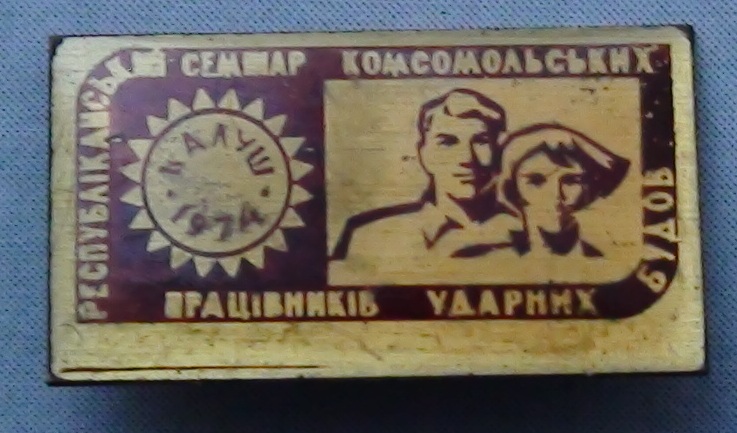 РЕСПУБЛІКАНСЬКИЙ СЕМІНАР КОМСОМОЛЬСЬКИХ
КАЛУШ
1974
ПРАЦІВНИКІВ УДАРНИХ БУДОВ